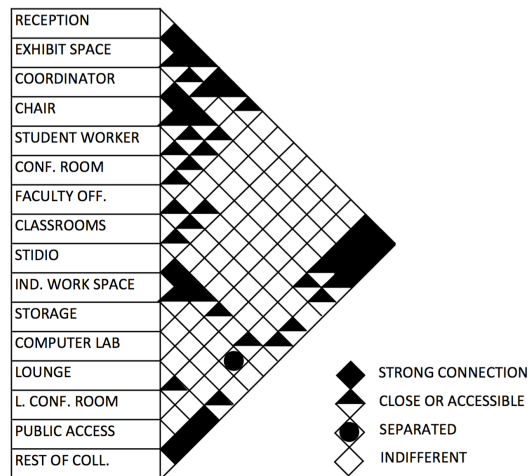 RECEPTION
EXHIBIT SPACE
COORDINATOR
CHAIR
STUDENT WORKER
CONF. ROOM
FACULTY OFF.
CLASSROOMS
STIDIO
IND. WORK SPACE
STORAGE
COMPUTER LAB
LOUNGE
L. CONF. ROOM
PUBLIC ACCESS
REST OF COLL.
STRONG CONNECTION
CLOSE OR ACCESSIBLE
SEPARATED
INDIFFERENT